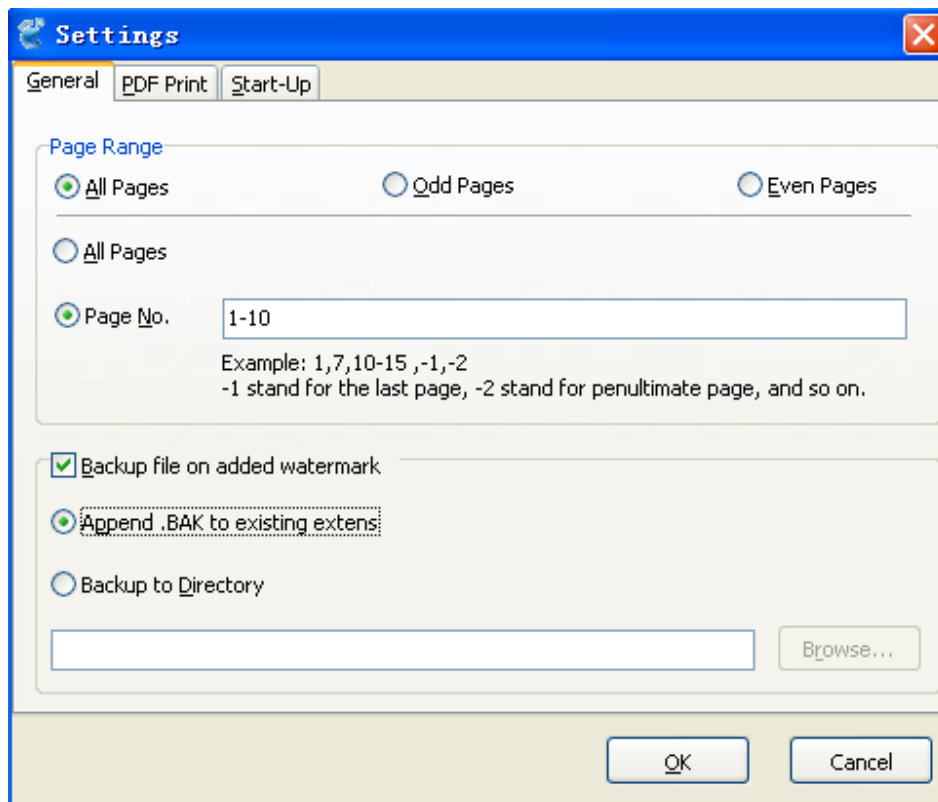 Settings
General PDF Print Start-Up
Page Range
All Pages Odd Pages Even Pages
All Pages
Page No. 1-10
Example: 1,7,10-15 ,-1,-2
-1 stand for the last page, -2 stand for penultimate page, and so on.
Backup file on added watermark
Append .BAK to existing extens
Backup to Directory
Browse...
OK Cancel